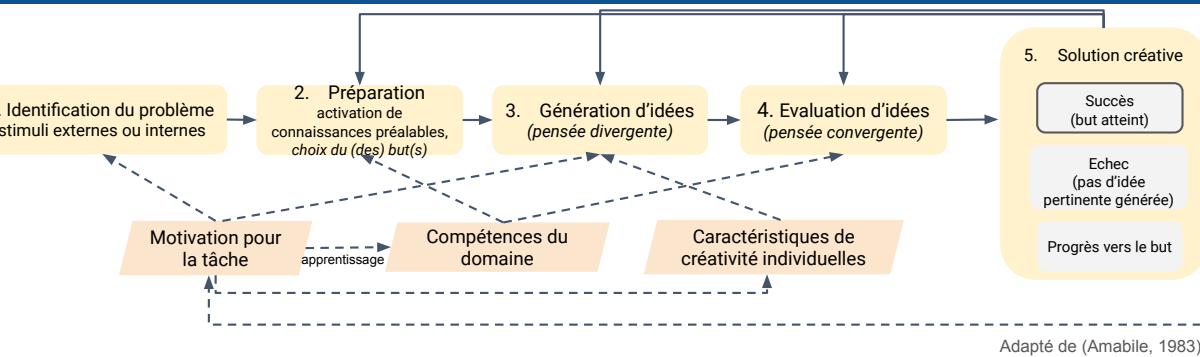 . Identification du problème
stimuli externes ou internes
2. Préparation
activation de
connaissances préalables,
choix du (des) but(s)
3. Génération d'idées
(pensée divergente)
4. Evaluation d'idées
(pensée convergente)
5. Solution créative
Succès
(but atteint)
Echec
(pas d'idée
pertinente générée)
Progrès vers le but
Motivation pour
la tâche
apprentissage
Compétences du
domaine
Caractéristiques de
créativité individuelles
Adapté de (Amabile, 1983)